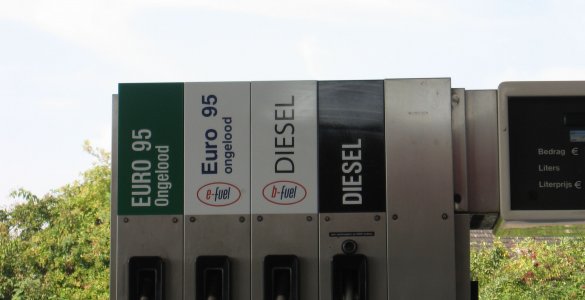 EURO 95
Ongelood
Euro 95
ongelood
e-fuel
DIESEL
b-fuel
DIESEL
Bedrag €
Liters
Literprijs €